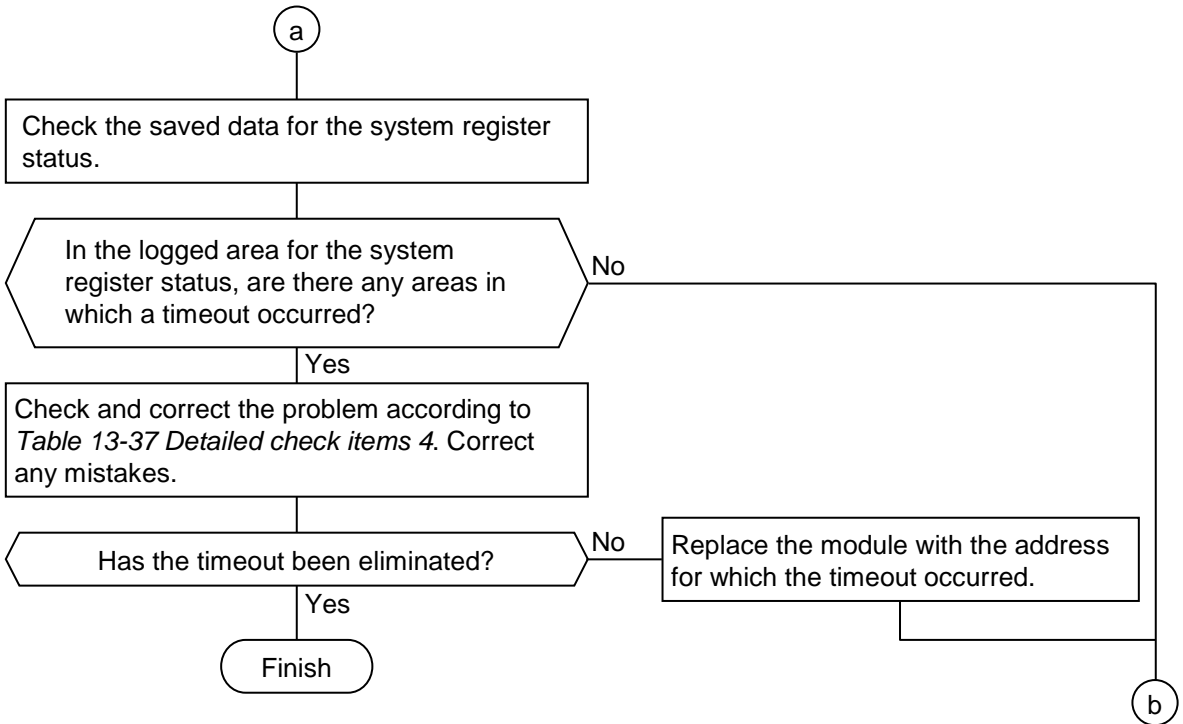 a
Check the saved data for the system register
status.
In the logged area for the system
register status, are there any areas in
which a timeout occurred?
No
Yes
Check and correct the problem according to
Table 13-37 Detailed check items 4. Correct
any mistakes.
Has the timeout been eliminated?
No
Replace the module with the address
for which the timeout occurred.
Yes
Finish
b